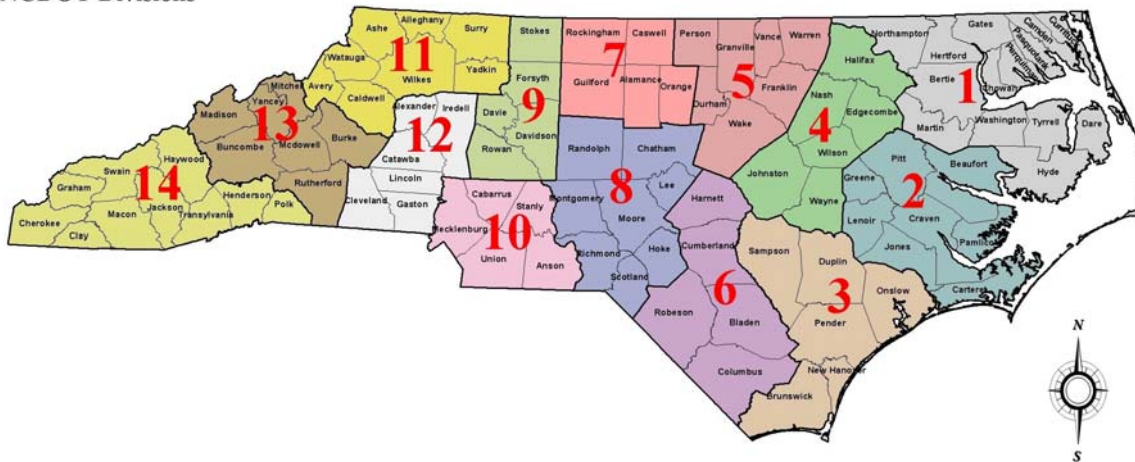 NCDOT Divisions
Ashe
Alleghany
Surry
Watauga
11
Wilkes
Yadkin
Avery
Caldwell
Stokes
Forsyth
9
Davie
Davidson
Rowan
Rockingham
Caswell
7
Guilford
Alamance
Orange
Person
Granville
Vance
Warren
5
Franklin
Durham
Wake
Halifax
Nash
Edgecombe
4
Wilson
Johnston
Wayne
Northampton
Gates
Hertford
Camden
Currituck
Pasquotank
Perquimans
Chowan
Bertie
1
Martin
Washington
Tyrrell
Dare
Hyde
Mitchell
Yancey
Madison
13
Buncombe
Mcdowell
Burke
Rutherford
Alexander
Iredell
12
Catawba
Lincoln
Cleveland
Gaston
Haywood
Swain
14
Graham
Cherokee
Clay
Macon
Jackson
Transylvania
Henderson
Polk
Cabarrus
Stanly
Mecklenburg
10
Union
Anson
Randolph
Chatham
8
Lee
Montgomery
Moore
Richmond
Hoke
Scotland
Harnett
Cumberland
6
Robeson
Bladen
Columbus
Sampson
Duplin
3
Onslow
Pender
New Hanover
Brunswick
Pitt
Beaufort
Greene
2
Lenoir
Craven
Jones
Pamlico
Carteret
N
S